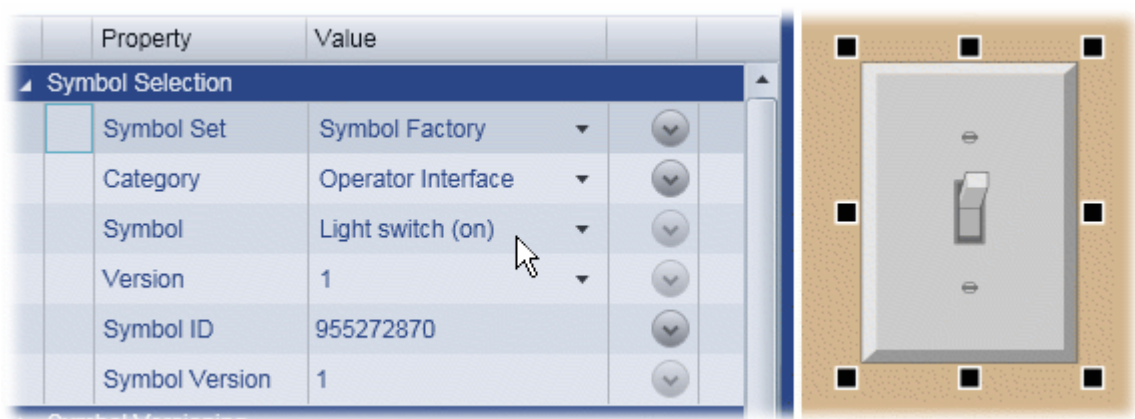 Property Value
Symbol Selection
Symbol Set Symbol Factory
Category Operator Interface
Symbol Light switch (on)
Version 1
Symbol ID 955272870
Symbol Version 1